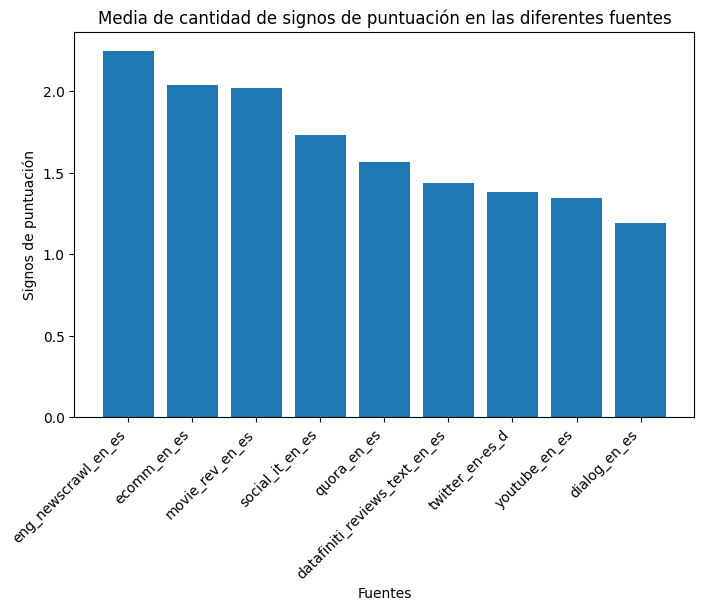 Media de cantidad de signos de puntuación en las diferentes fuentes
Signos de puntuación
2.0
1.5
1.0
0.5
0.0
eng_newscrawl_en_es
ecomm_en_es
movie_rev_en_es
social_it_en_es
quora_en_es
datafiniti_reviews_text_en_es
twitter_en-es_d
youtube_en_es
dialog_en_es
Fuentes